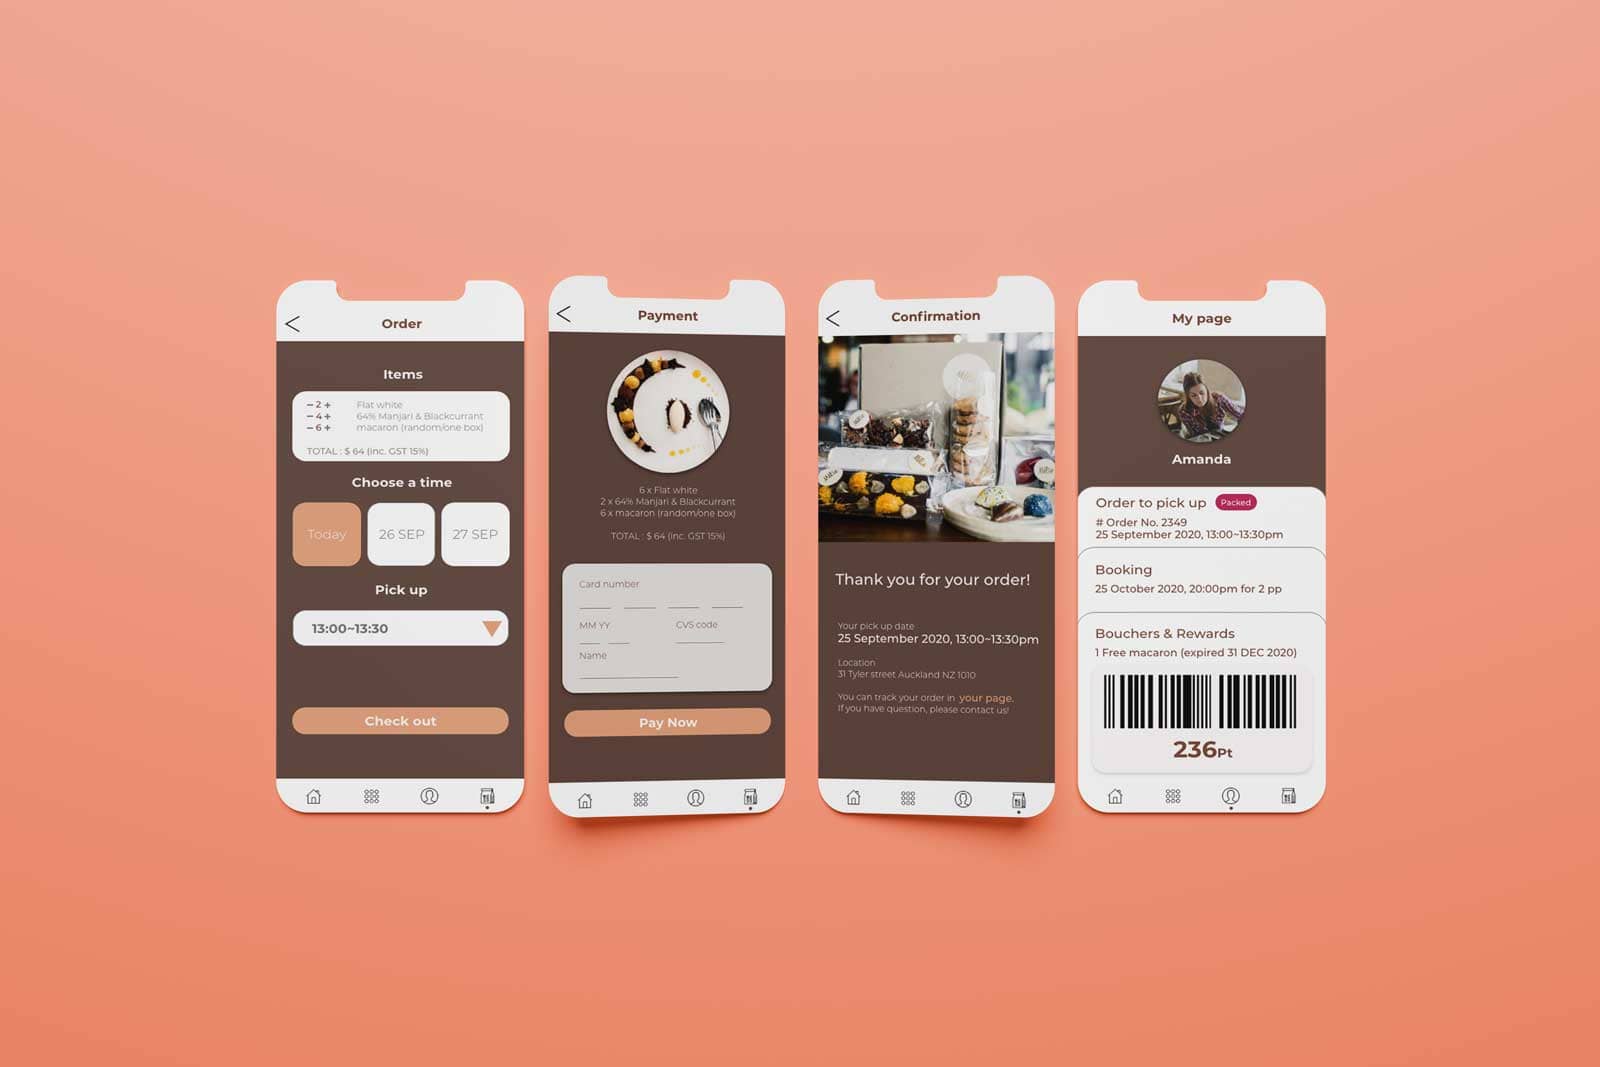 Order
Items
− 2 + Flat white
− 4 + 64% Manjari & Blackcurrant
− 6 + macaron (random/one box)
TOTAL : $ 64 (inc. GST 15%)
Choose a time
Today 26 SEP 27 SEP
Pick up
13:00~13:30
Check out
Payment
6 x Flat white
2 x 64% Manjari & Blackcurrant
6 x macaron (random/one box)
TOTAL : $ 64 (inc. GST 15%)
Card number
MM YY CVS code
Name
Pay Now
Confirmation
Thank you for your order!
Your pick up date
25 September 2020, 13:00~13:30pm
Location
31 Tyler street Auckland NZ 1010
You can track your order in your page.
If you have question, please contact us!
My page
Amanda
Order to pick up Packed
# Order No. 2349
25 September 2020, 13:00~13:30pm
Booking
25 October 2020, 20:00pm for 2 pp
Bouchers & Rewards
1 Free macaron (expired 31 DEC 2020)
236Pt